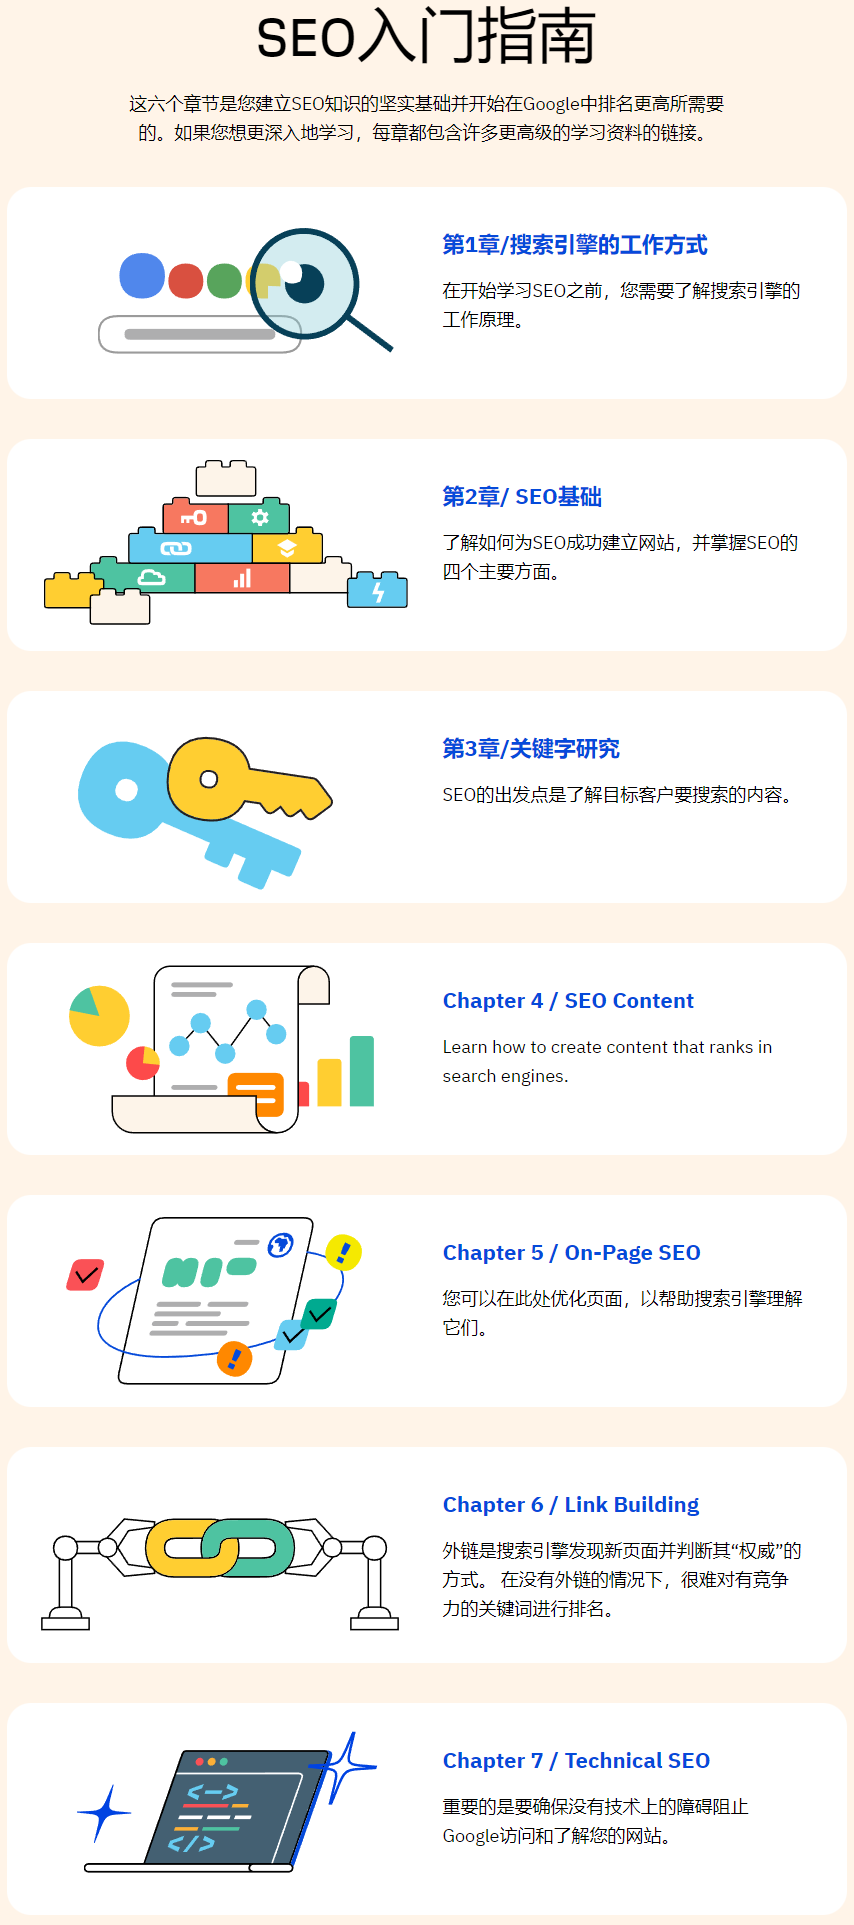 SEO入门指南
这六个章节是您建立SEO知识的坚实基础并开始在Google中排名更高所需要
的。如果您想更深入地学习，每章都包含许多更高级的学习资料的链接。
第1章/搜索引擎的工作方式
在开始学习SEO之前，您需要了解搜索引擎的
工作原理。
第2章/ SEO基础
了解如何为SEO成功建立网站，并掌握SEO的
四个主要方面。
第3章/关键字研究
SEO的出发点是了解目标客户要搜索的内容。
Chapter 4 / SEO Content
Learn how to create content that ranks in
search engines.
Chapter 5 / On-Page SEO
您可以在此处优化页面，以帮助搜索引擎理解
它们。
Chapter 6 / Link Building
外链是搜索引擎发现新页面并判断其“权威”的
方式。 在没有外链的情况下，很难对有竞争
力的关键词进行排名。
Chapter 7 / Technical SEO
重要的是要确保没有技术上的障碍阻止
Google访问和了解您的网站。